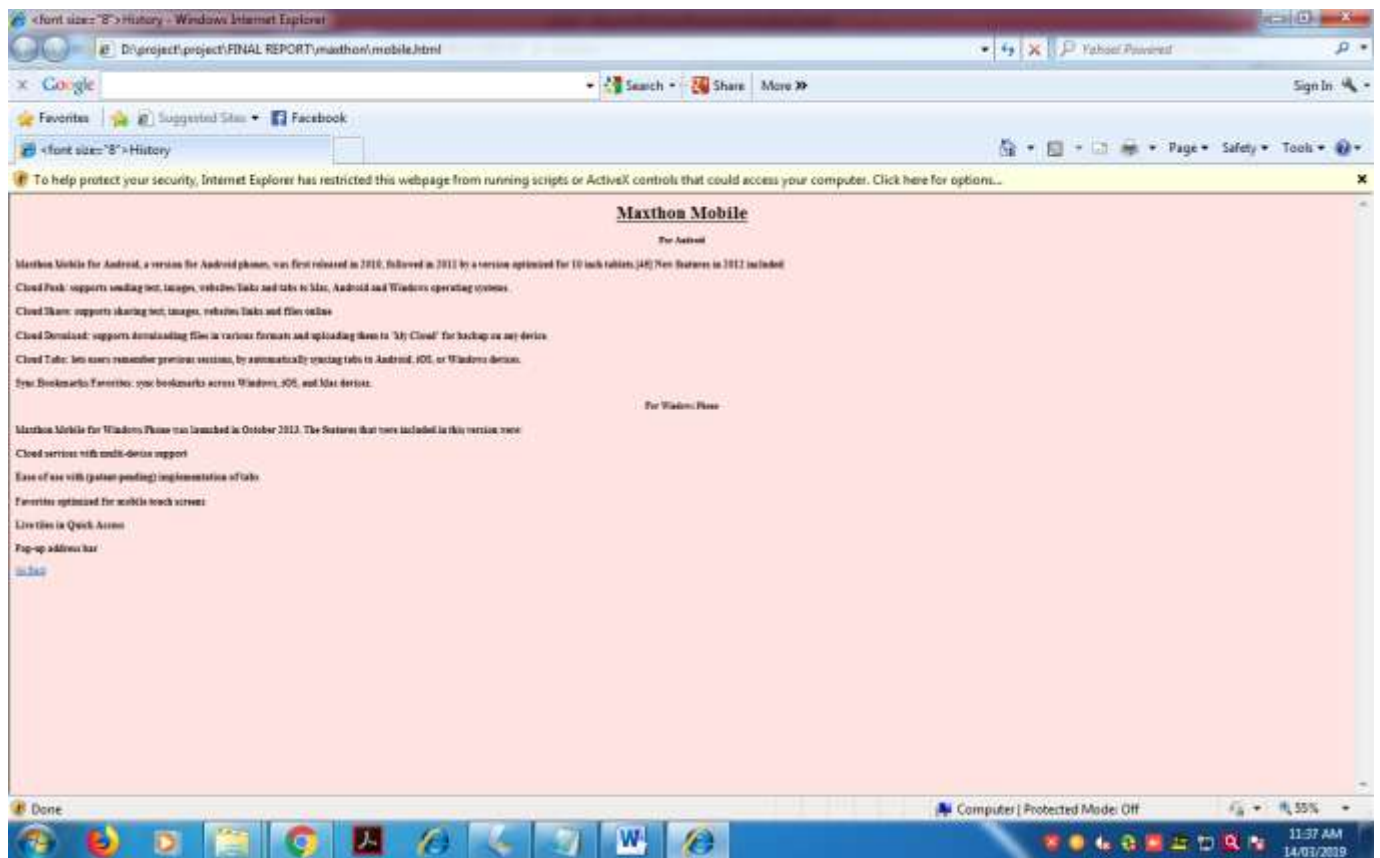 <font size="8">History - Windows Internet Explorer
D:\project\project\FINAL REPORT\maxthon\mobile.html
Yahoo! Powered
Google Search Share More Sign In
Favorites Suggested Sites Facebook
<font size="8">History Page Safety Tools
To help protect your security, Internet Explorer has restricted this webpage from running scripts or ActiveX controls that could access your computer. Click here for options...
Maxthon Mobile
For Android
Maxthon Mobile for Android, a version for Android phones, was first released in 2010, followed in 2011 by a version optimized for 10 inch tablets.[46] New features in 2012 included
Cloud Push: supports sending text, images, websites links and tabs to Mac, Android and Windows operating systems.
Cloud Share: supports sharing text, images, websites links and files online
Cloud Download: supports downloading files in various formats and uploading them to 'My Cloud' for backup on any device.
Cloud Tabs: lets users remember previous sessions, by automatically syncing tabs to Android, iOS, or Windows devices.
Sync Bookmarks Favorites: sync bookmarks across Windows, iOS, and Mac devices.
For Windows Phone
Maxthon Mobile for Windows Phone was launched in October 2013. The features that were included in this version were:
Cloud services with multi-device support
Ease of use with (patent-pending) implementation of tabs
Favorites optimized for mobile touch screens
Live tiles in Quick Access
Pop-up address bar
Done Computer | Protected Mode: Off 55%
11:37 AM
14/03/2019